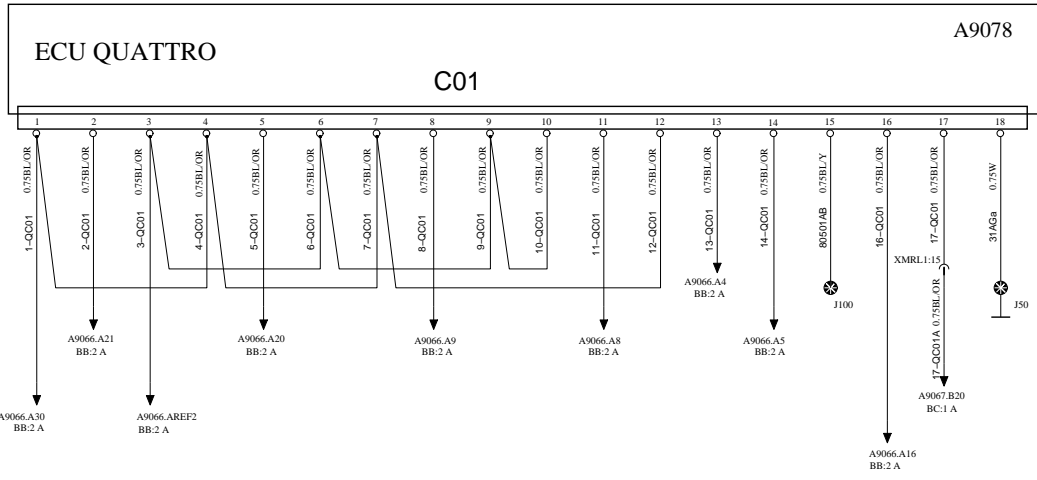 A9078
ECU QUATTRO
C01
1 2 3 4 5 6 7 8 9 10 11 12 13 14 15 16 17 18
1-QC01 0.75BL/OR
2-QC01 0.75BL/OR
3-QC01 0.75BL/OR
4-QC01 0.75BL/OR
5-QC01 0.75BL/OR
6-QC01 0.75BL/OR
7-QC01 0.75BL/OR
8-QC01 0.75BL/OR
9-QC01 0.75BL/OR
10-QC01 0.75BL/OR
11-QC01 0.75BL/OR
12-QC01 0.75BL/OR
13-QC01 0.75BL/OR
14-QC01 0.75BL/OR
80501AB 0.75BL/Y
16-QC01 0.75BL/OR
17-QC01 0.75BL/OR
31AGa 0.75W
XMRL1:15
17-QC01A 0.75BL/OR
A9066.A4
BB:2 A
J100
J50
A9066.A21
BB:2 A
A9066.A20
BB:2 A
A9066.A9
BB:2 A
A9066.A8
BB:2 A
A9066.A5
BB:2 A
A9067.B20
BC:1 A
A9066.A30
BB:2 A
A9066.AREF2
BB:2 A
A9066.A16
BB:2 A